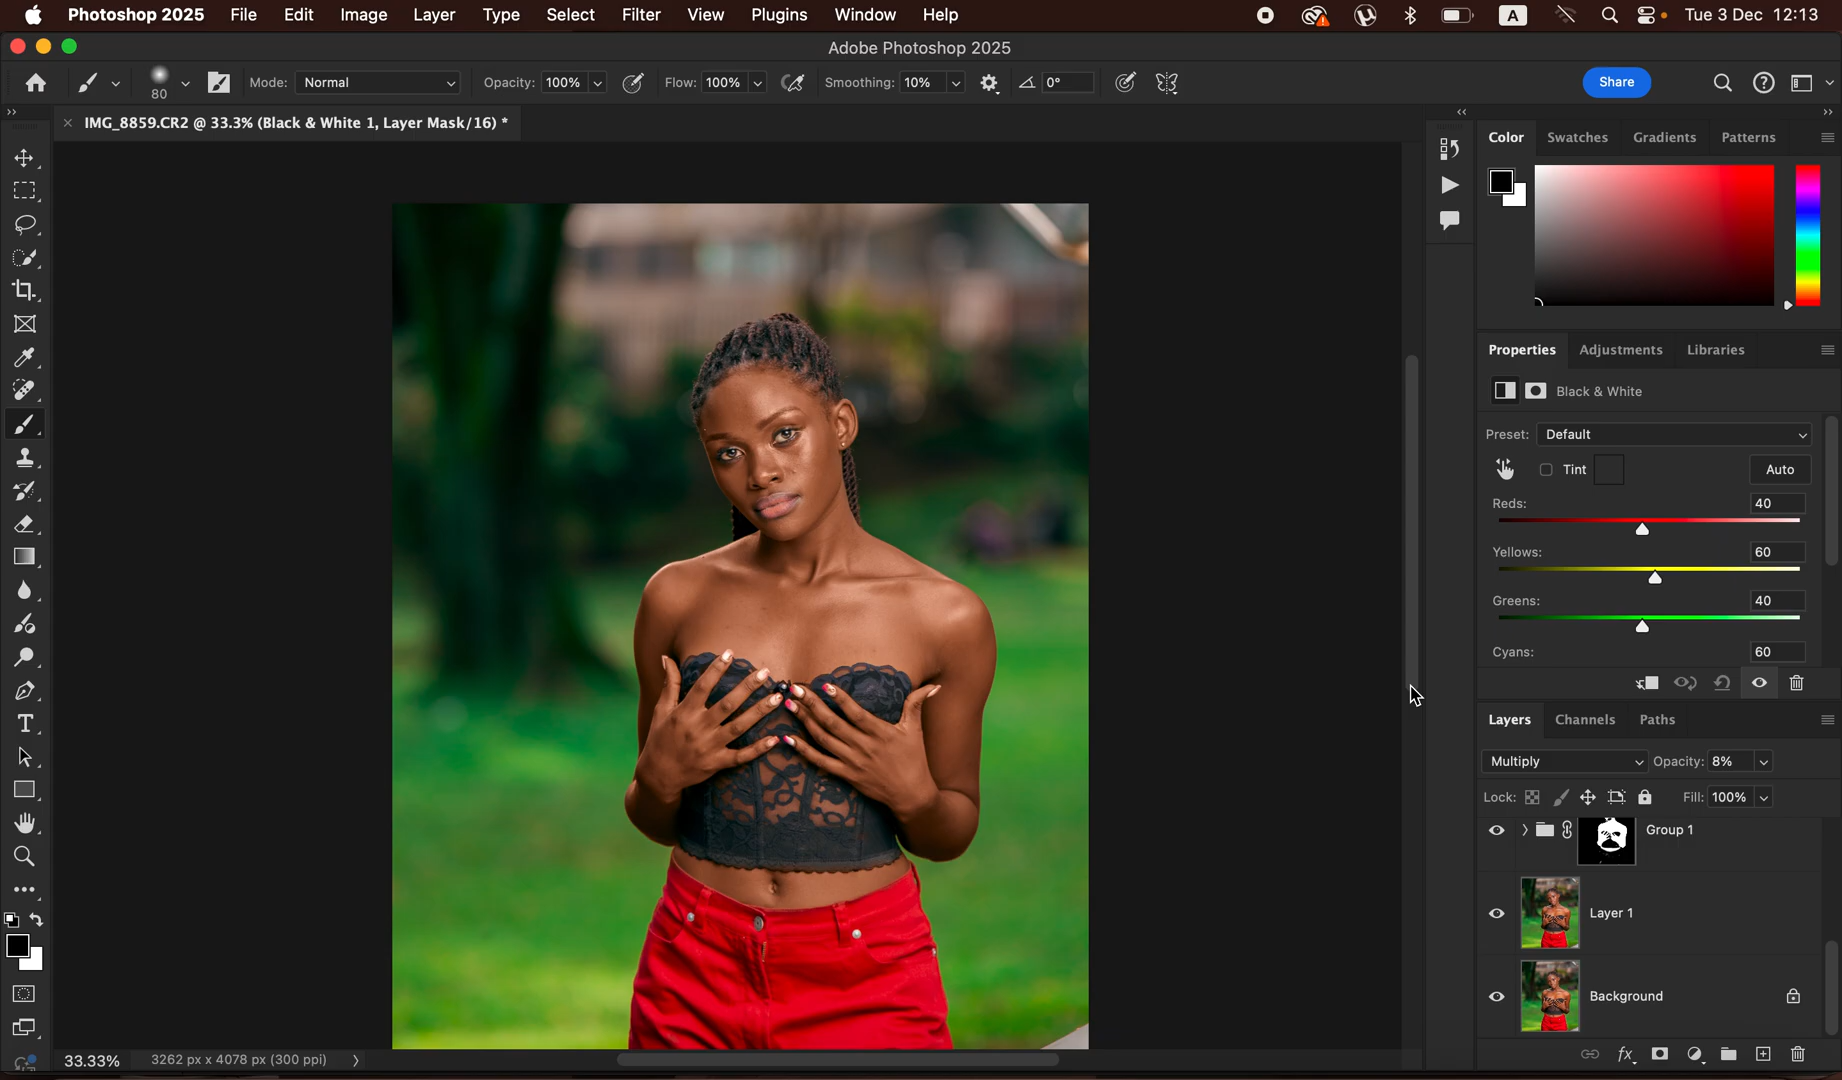 Photoshop 2025 File Edit Image Layer Type Select Filter View Plugins Window Help A Tue 3 Dec 12:13
Adobe Photoshop 2025
80 Mode: Normal Opacity: 100% Flow: 100% Smoothing: 10% 0° Share
IMG_8859.CR2 @ 33.3% (Black & White 1, Layer Mask/16) *
Color Swatches Gradients Patterns
Properties Adjustments Libraries
Black & White
Preset: Default
Tint Auto
Reds: 40
Yellows: 60
Greens: 40
Cyans: 60
Layers Channels Paths
Multiply Opacity: 8%
Lock: Fill: 100%
Group 1
Layer 1
Background
33.33% 3262 px x 4078 px (300 ppi)